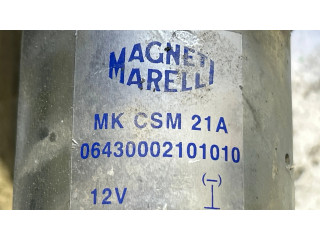 MAGNETI
MARELLI
MK CSM 21A
06430002101010
12V
(-)